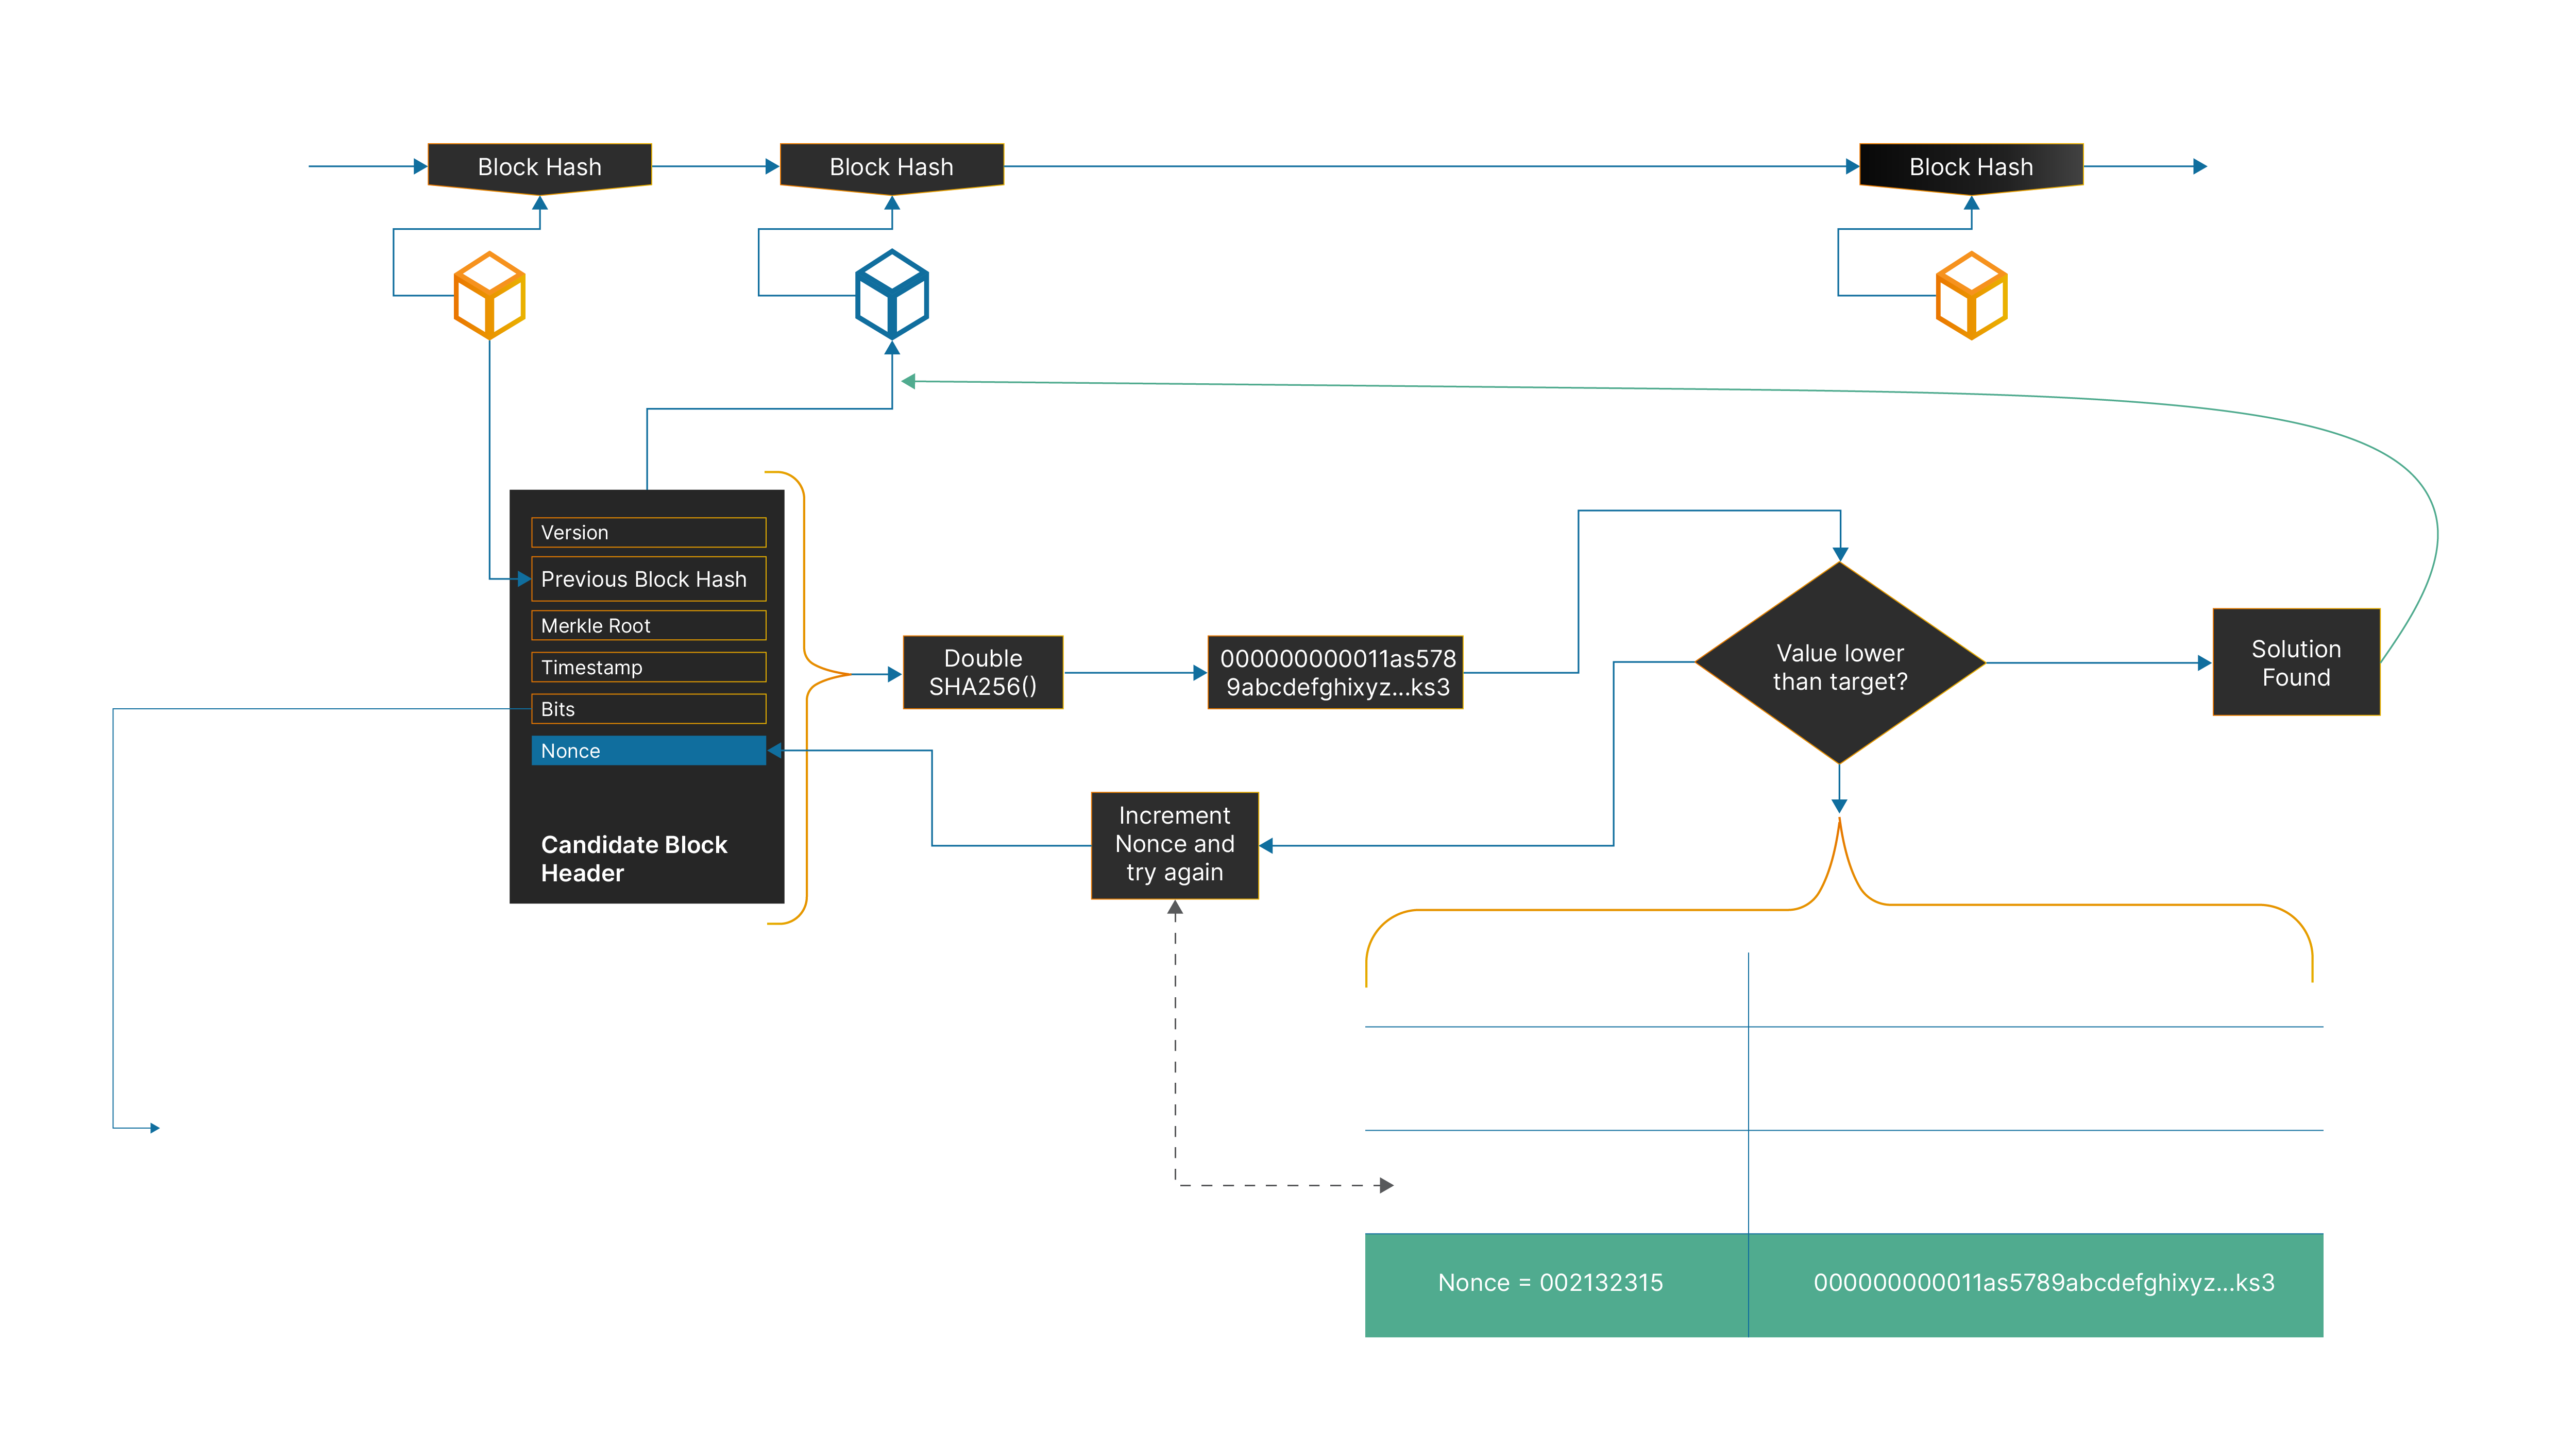 Block Hash
Block Hash
Block Hash
Version
Previous Block Hash
Merkle Root
Timestamp
Bits
Nonce
Candidate Block
Header
Double
SHA256()
000000000011as578
9abcdefghixyz...ks3
Value lower
than target?
Solution
Found
Increment
Nonce and
try again
Nonce = 002132315
000000000011as5789abcdefghixyz...ks3